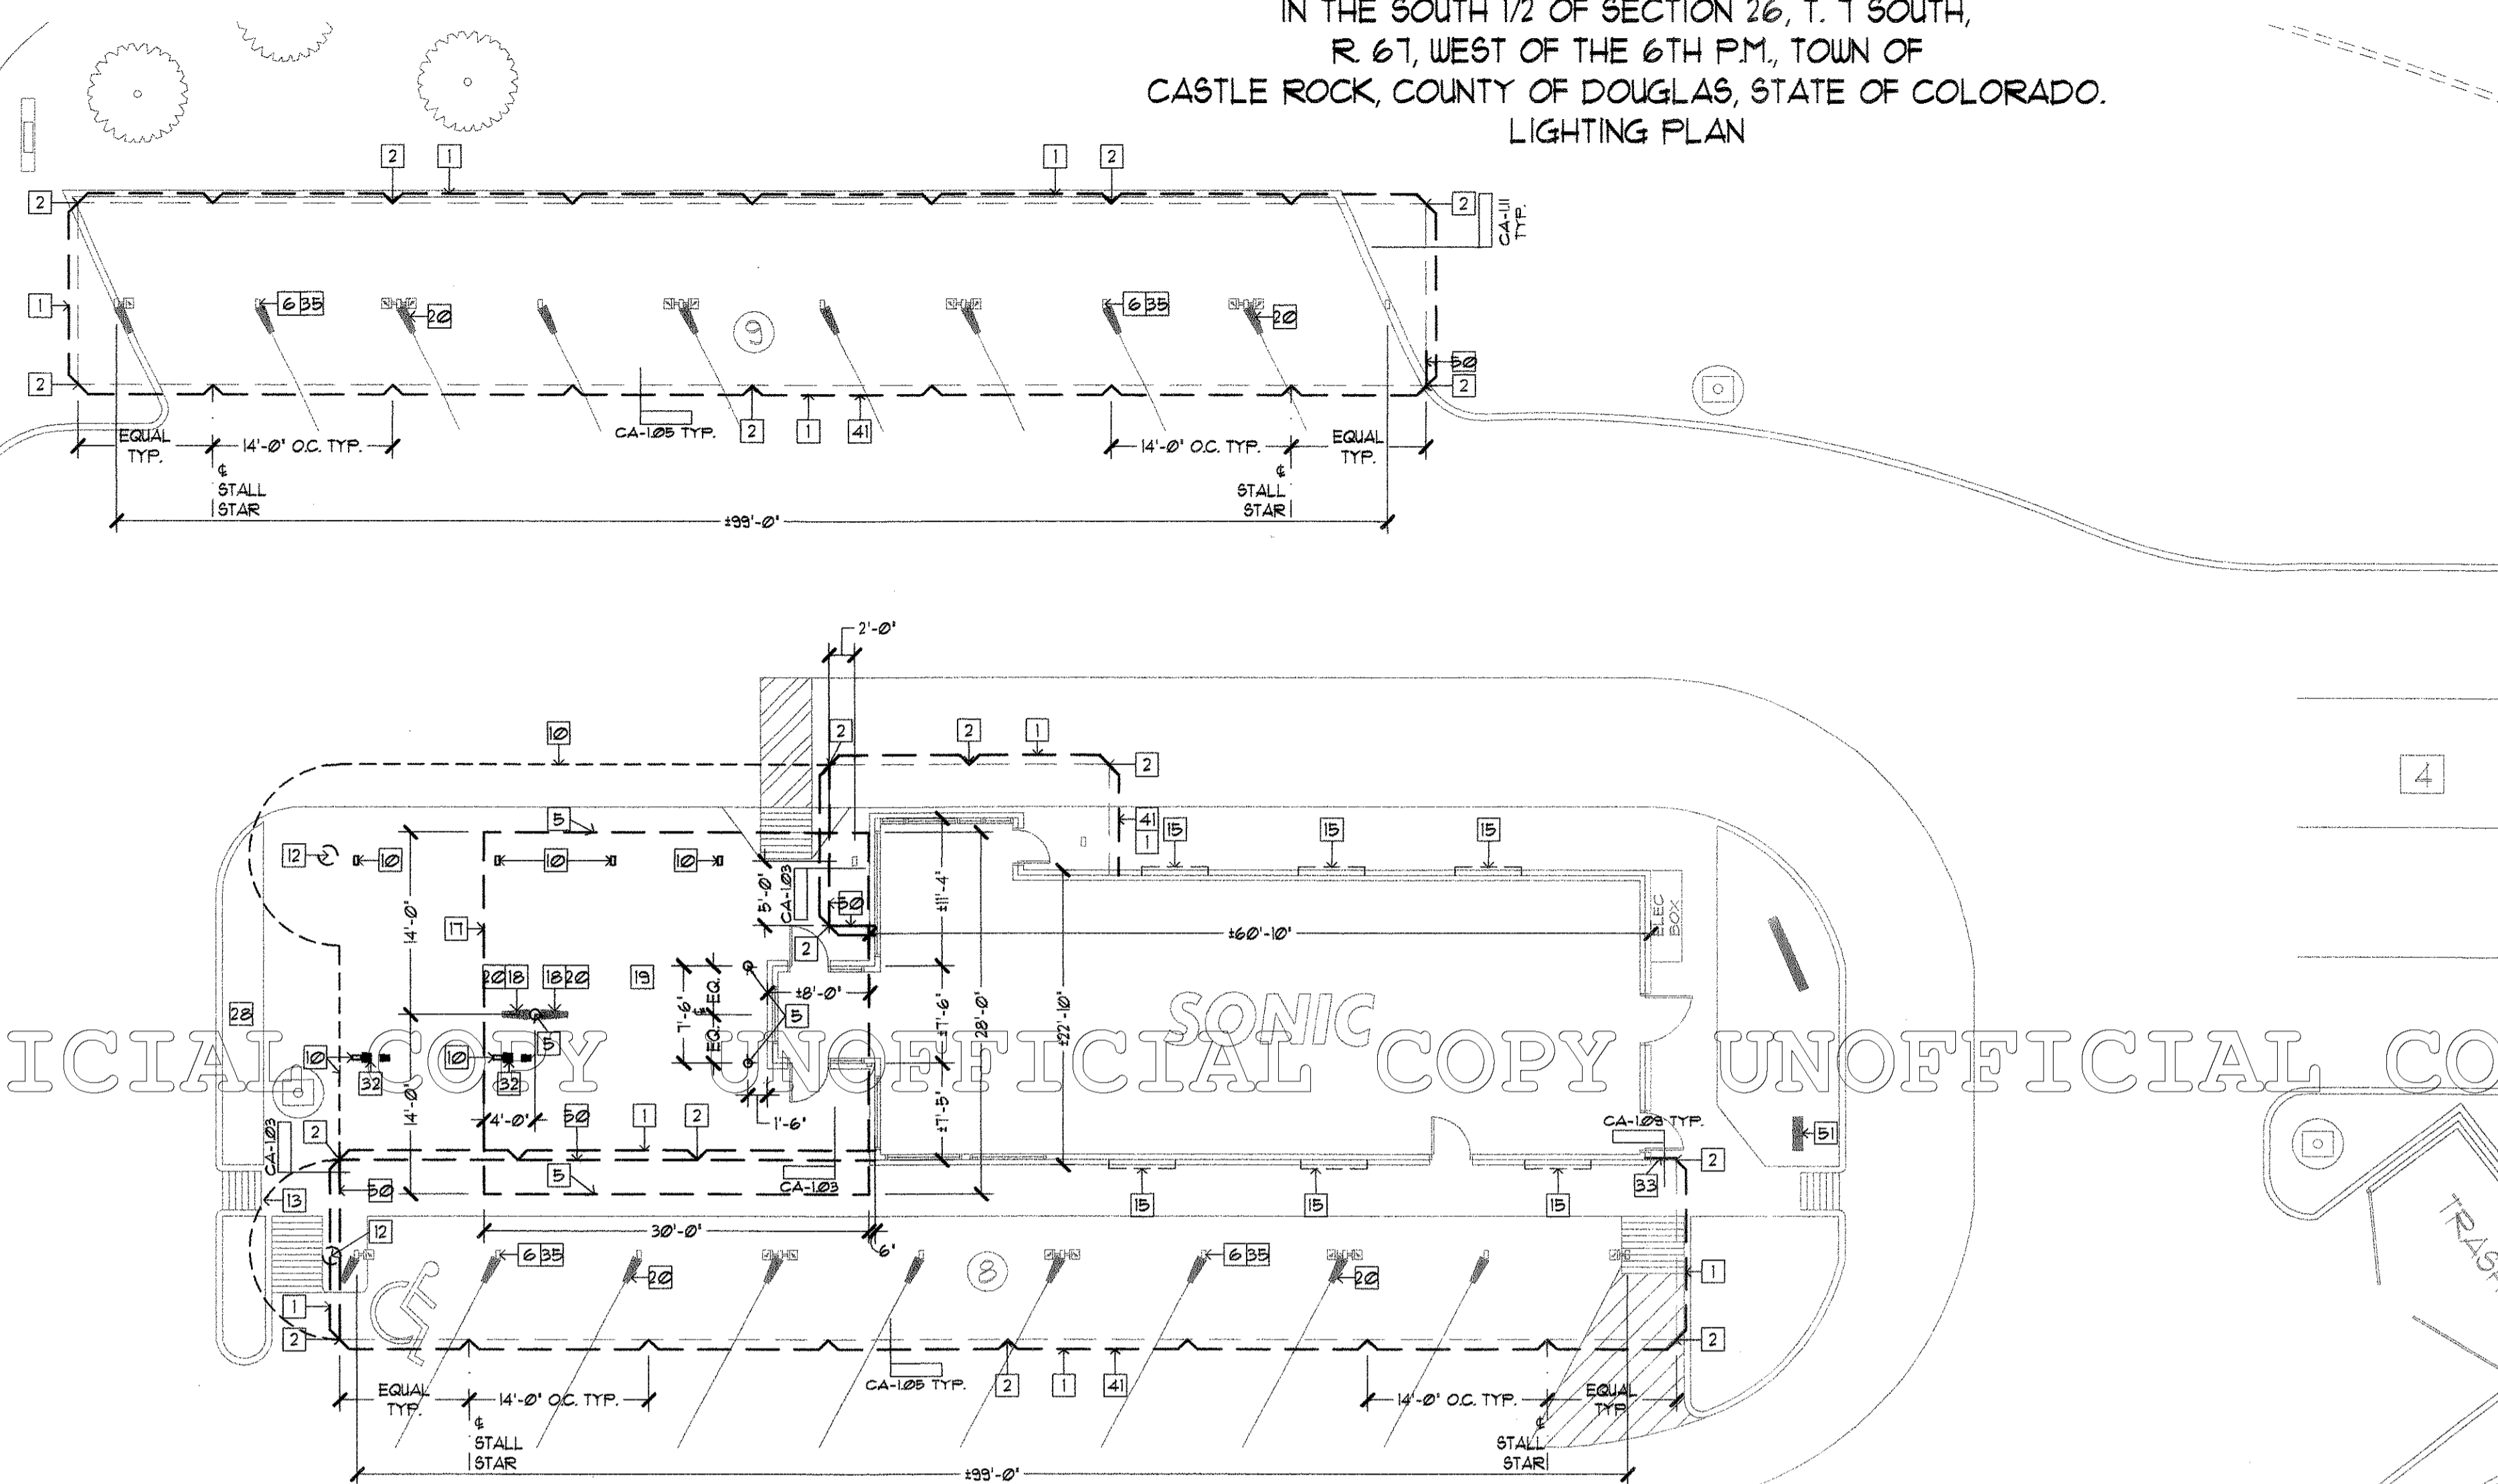 IN THE SOUTH 1/2 OF SECTION 26, T. 7 SOUTH,
R. 67, WEST OF THE 6TH P.M., TOWN OF
CASTLE ROCK, COUNTY OF DOUGLAS, STATE OF COLORADO.
LIGHTING PLAN
2 1 1 2
2 2
CA-1.11
TYP.
1 6 35 20 9 6 35 20
50
2 2
EQUAL
TYP.
14'-0" O.C. TYP.
CA-1.05 TYP.
2 1 41
14'-0" O.C. TYP.
EQUAL
TYP.
℄
STALL
STAR
℄
STALL
STAR
±99'-0"
2'-0"
10 2 2 1 2
4
5 41 1 15 15 15
12 10 10 10
5'-0"
CA-1.03
50
±11'-4"
14'-0"
17
2
±60'-10"
ELEC
BOX
20 18 18 20 19
7'-6"
EQ.
℄
EQ.
±8'-0"
±7'-6"
28'-0"
±22'-10"
SONIC
28 5 5
ICIAL COPY UNOFFICIAL COPY UNOFFICIAL CO
10 10
32 32
14'-0"
4'-0"
50 1 2
1'-6"
±7'-5"
CA-1.09 TYP.
51
CA-1.03
2 2
5
CA-1.03
50 13
15 15 15 33
TRASH
12
30'-0"
6"
6 35 20 8 6 35 20
1 1
2 2
CA-1.05 TYP.
2 1 41
EQUAL
TYP.
14'-0" O.C. TYP.
14'-0" O.C. TYP.
EQUAL
TYP.
℄
STALL
STAR
℄
STALL
STAR
±99'-0"